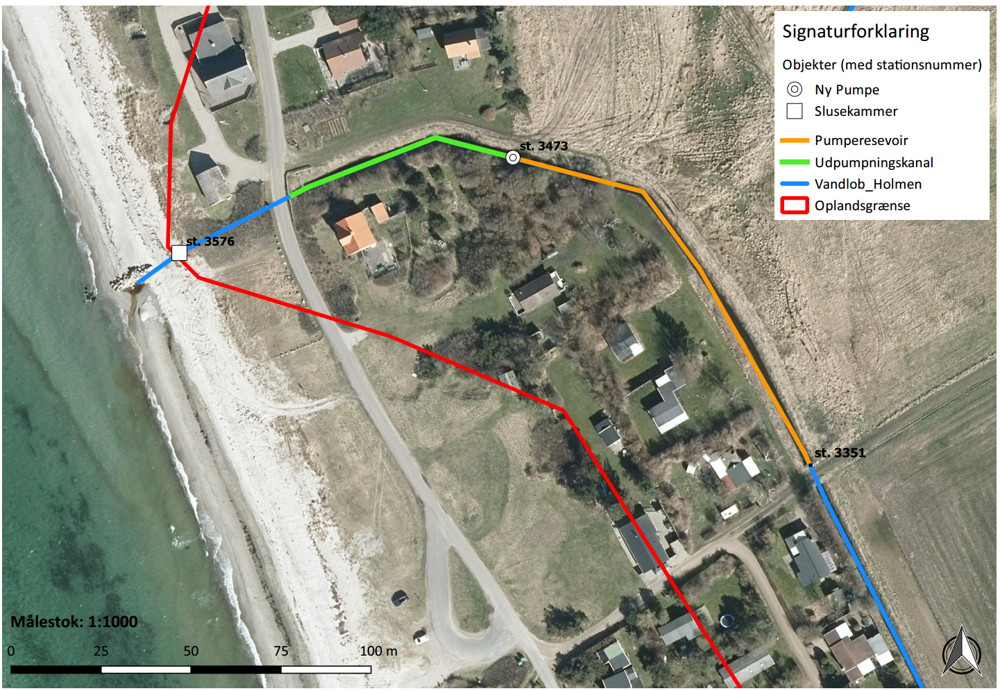 Signaturforklaring
Objekter (med stationsnummer)
Ny Pumpe
Slusekammer
Pumperesevoir
Udpumpningskanal
Vandlob_Holmen
Oplandsgrænse
st. 3473
st. 3576
st. 3351
Målestok: 1:1000
0 25 50 75 100 m